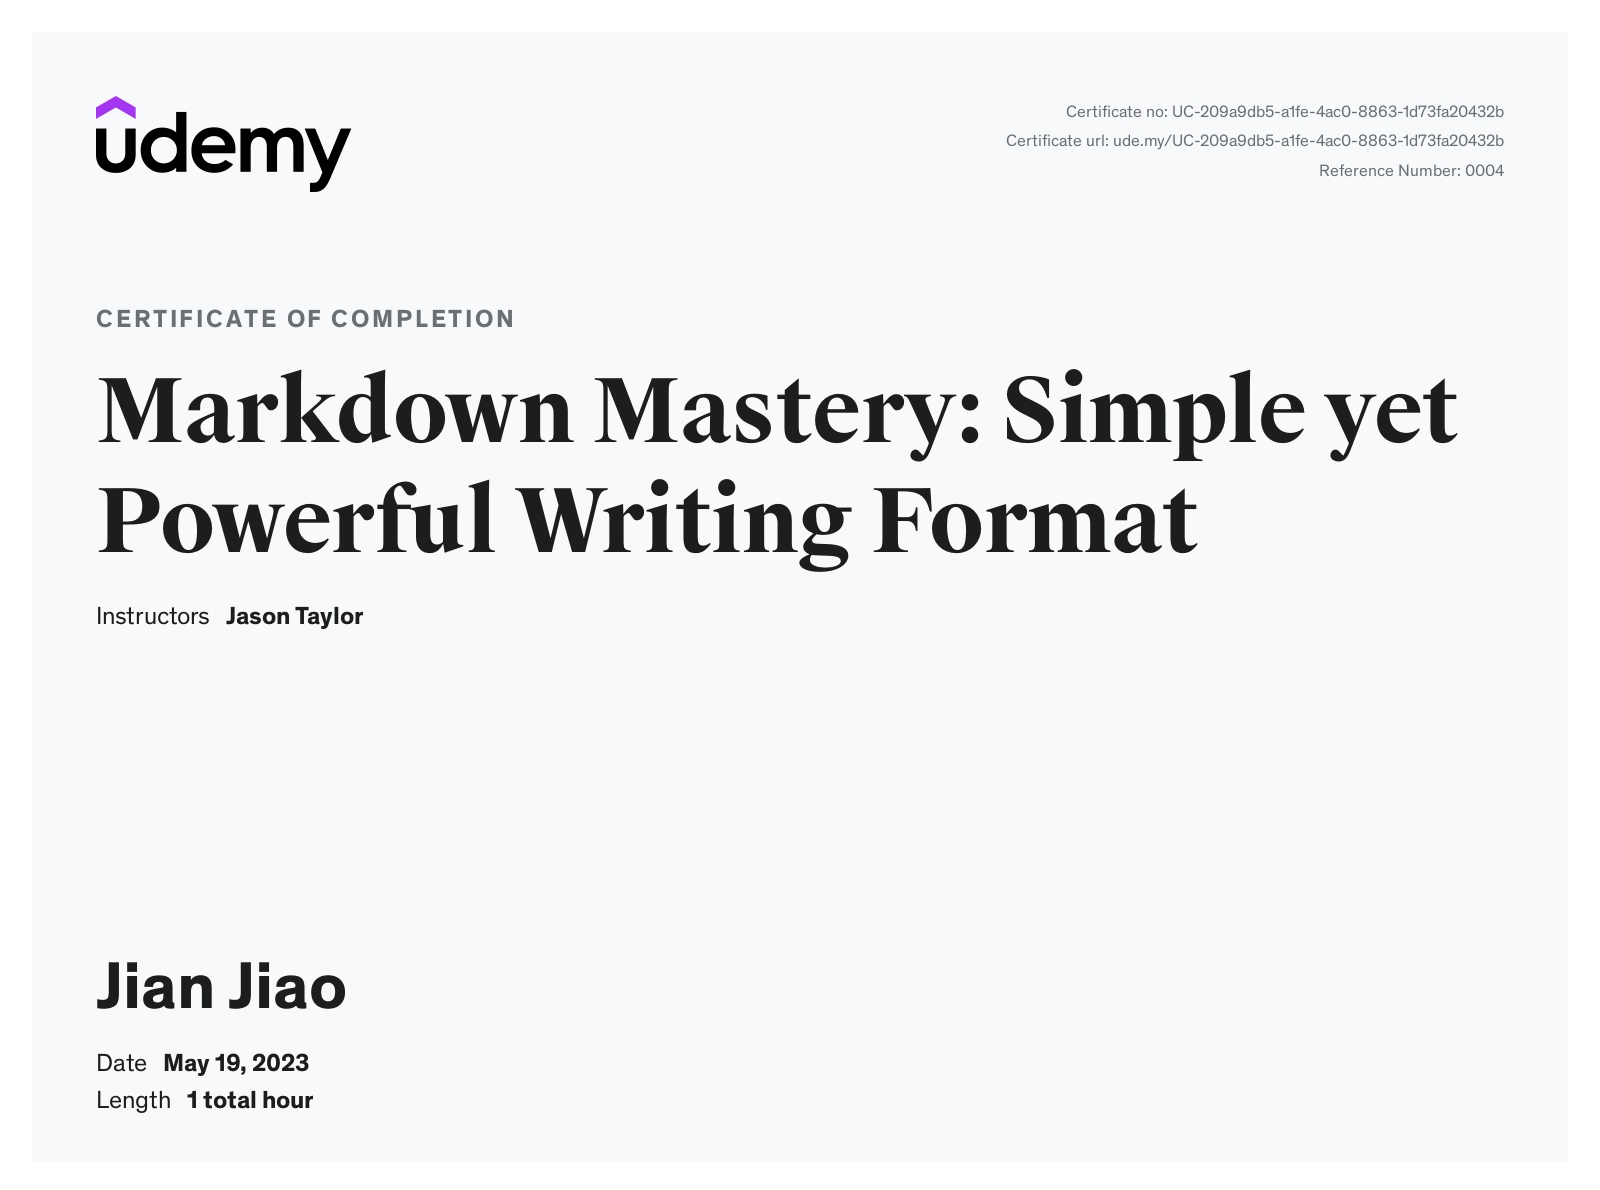 udemy
Certificate no: UC-209a9db5-a1fe-4ac0-8863-1d73fa20432b
Certificate url: ude.my/UC-209a9db5-a1fe-4ac0-8863-1d73fa20432b
Reference Number: 0004
CERTIFICATE OF COMPLETION
Markdown Mastery: Simple yet
Powerful Writing Format
Instructors Jason Taylor
Jian Jiao
Date May 19, 2023
Length 1 total hour